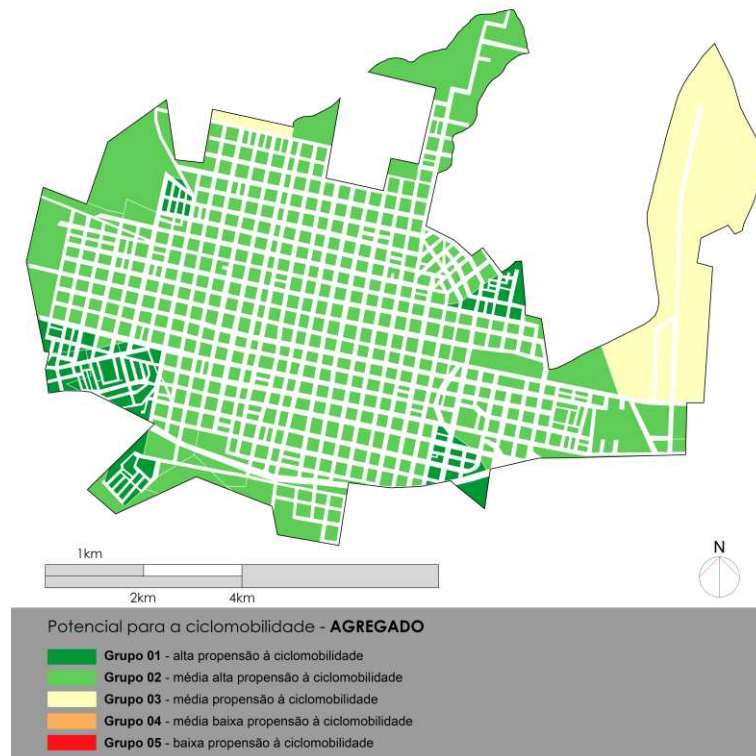 N
1km
2km 4km
Potencial para a ciclomobilidade - AGREGADO
Grupo 01 - alta propensão à ciclomobilidade
Grupo 02 - média alta propensão à ciclomobilidade
Grupo 03 - média propensão à ciclomobilidade
Grupo 04 - média baixa propensão à ciclomobilidade
Grupo 05 - baixa propensão à ciclomobilidade